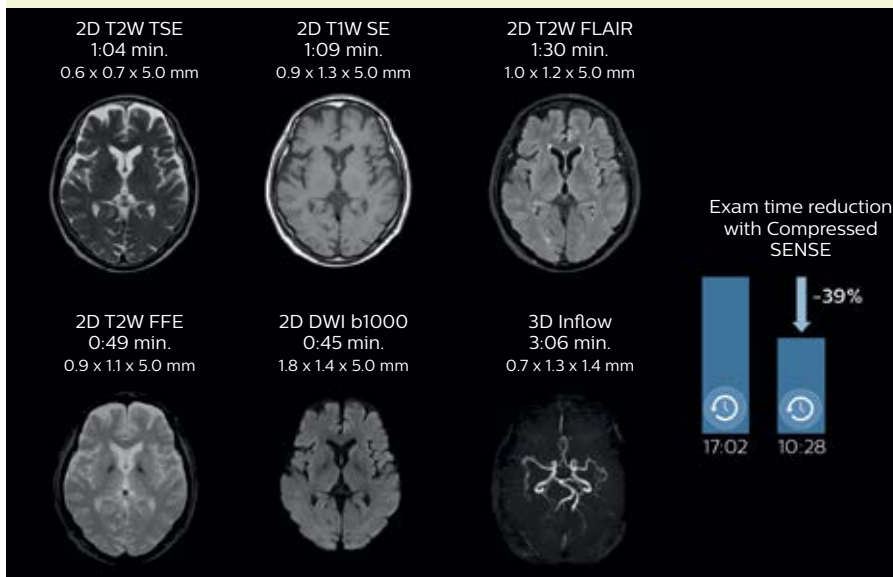 2D T2W TSE
1:04 min.
0.6 x 0.7 x 5.0 mm
2D T1W SE
1:09 min.
0.9 x 1.3 x 5.0 mm
2D T2W FLAIR
1:30 min.
1.0 x 1.2 x 5.0 mm
2D T2W FFE
0:49 min.
0.9 x 1.1 x 5.0 mm
2D DWI b1000
0:45 min.
1.8 x 1.4 x 5.0 mm
3D Inflow
3:06 min.
0.7 x 1.3 x 1.4 mm
Exam time reduction
with Compressed
SENSE
-39%
17:02
10:28